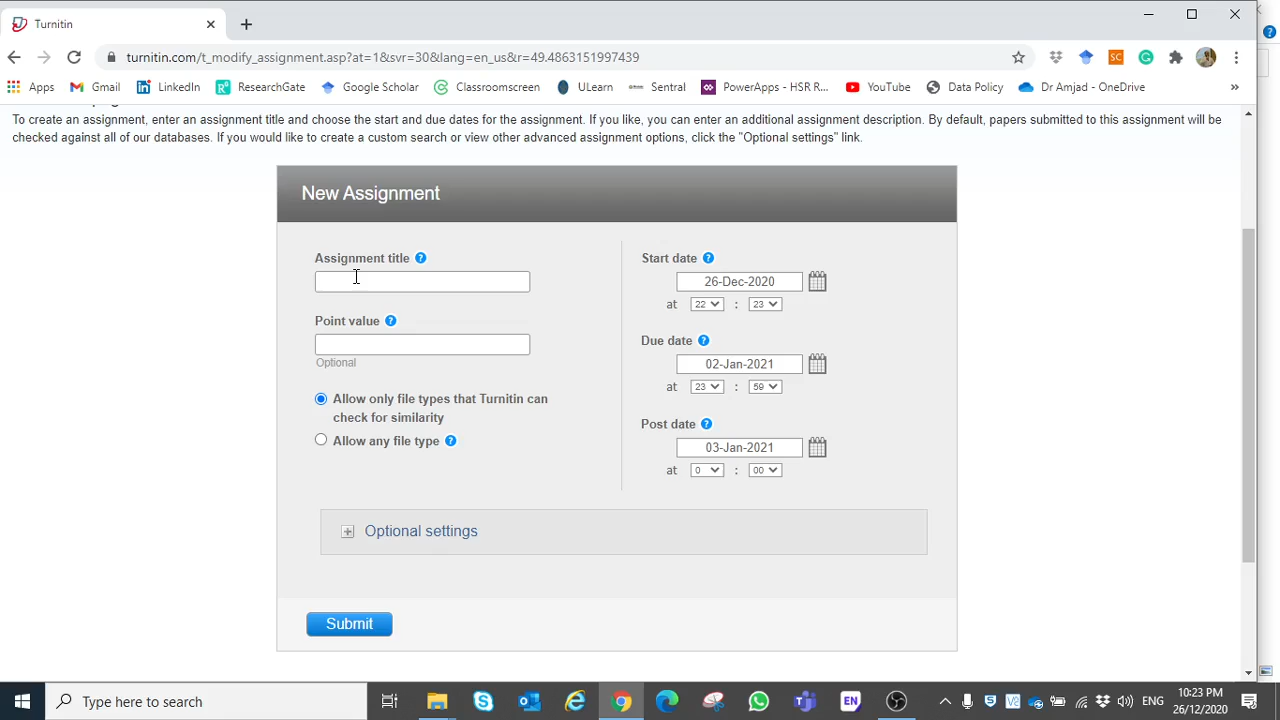 Turnitin
turnitin.com/t_modify_assignment.asp?at=1&svr=30&lang=en_us&r=49.4863151997439
SC
Apps
Gmail
LinkedIn
ResearchGate
Google Scholar
Classroomscreen
ULearn
Sentral
PowerApps - HSR R...
YouTube
Data Policy
Dr Amjad - OneDrive
To create an assignment, enter an assignment title and choose the start and due dates for the assignment. If you like, you can enter an additional assignment description. By default, papers submitted to this assignment will be
checked against all of our databases. If you would like to create a custom search or view other advanced assignment options, click the "Optional settings" link.
New Assignment
Assignment title ?
Point value ?
Optional
Allow only file types that Turnitin can
check for similarity
Allow any file type ?
Start date ?
26-Dec-2020
at 22 : 23
Due date ?
02-Jan-2021
at 23 : 59
Post date ?
03-Jan-2021
at 0 : 00
Optional settings
Submit
Type here to search
EN
ENG
10:23 PM
26/12/2020